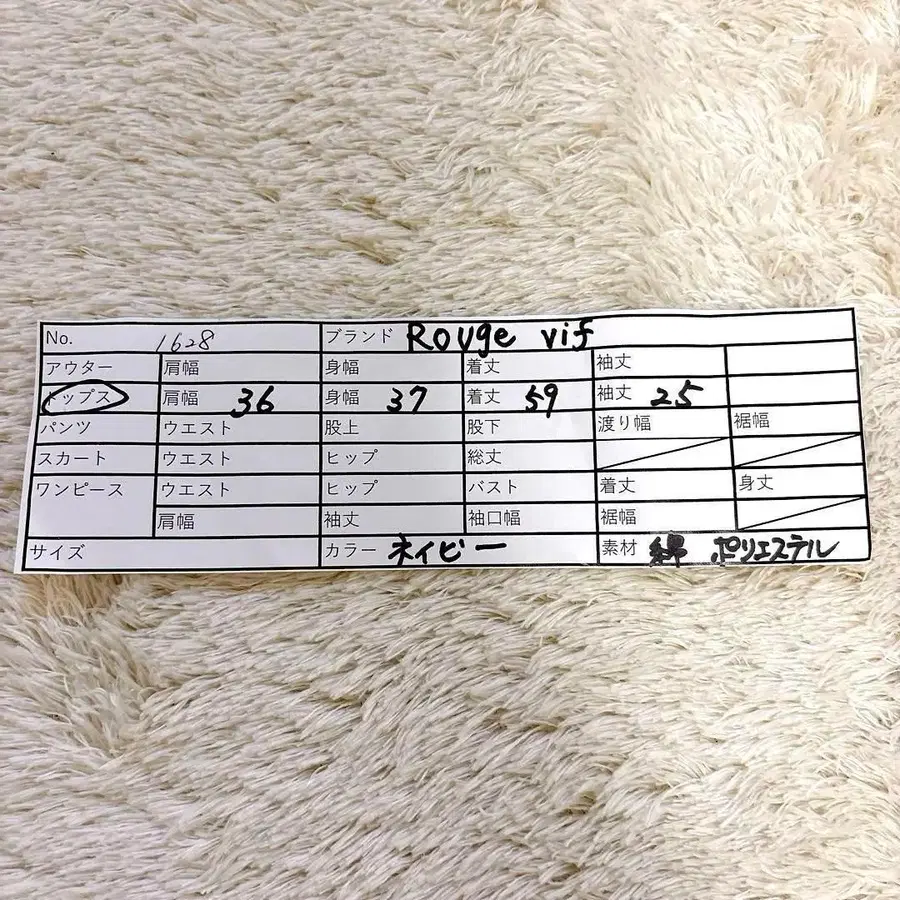 No. 1628 ブランド Rouge vif
アウター 肩幅 身幅 着丈 袖丈
トップス 肩幅 36 身幅 37 着丈 59 袖丈 25
パンツ ウエスト 股上 股下 渡り幅 裾幅
スカート ウエスト ヒップ 総丈
ワンピース ウエスト ヒップ バスト 着丈 身丈
肩幅 袖丈 袖口幅 裾幅
サイズ カラー ネイビー 素材 綿 ポリエステル